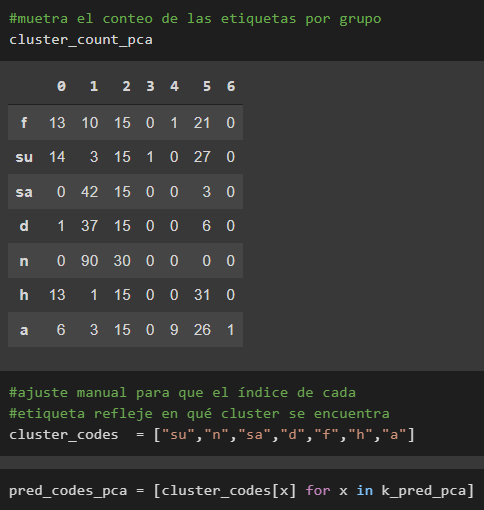 #muetra el conteo de las etiquetas por grupo
cluster_count_pca
0 1 2 3 4 5 6
f 13 10 15 0 1 21 0
su 14 3 15 1 0 27 0
sa 0 42 15 0 0 3 0
d 1 37 15 0 0 6 0
n 0 90 30 0 0 0 0
h 13 1 15 0 0 31 0
a 6 3 15 0 9 26 1
#ajuste manual para que el índice de cada
#etiqueta refleje en qué cluster se encuentra
cluster_codes = ["su","n","sa","d","f","h","a"]
pred_codes_pca = [cluster_codes[x] for x in k_pred_pca]